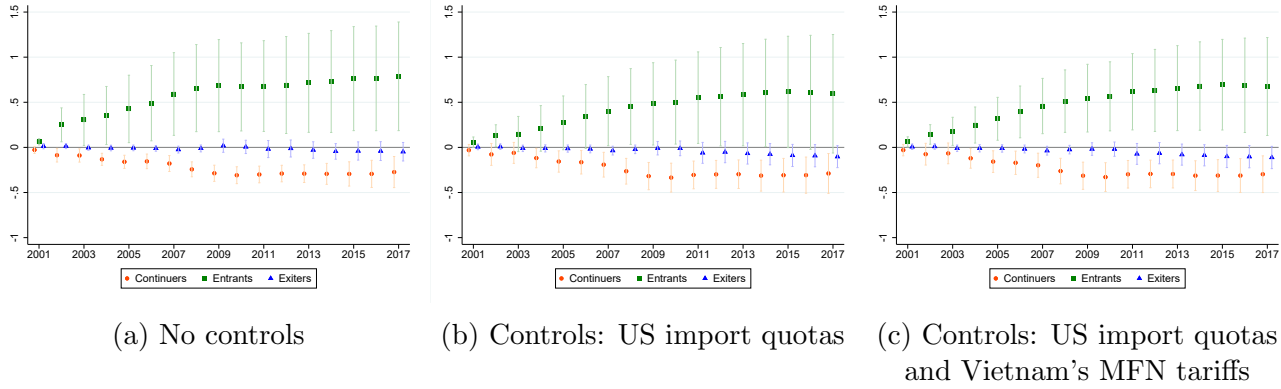 1.5
1
.5
0
-.5
-1
2001 2003 2005 2007 2009 2011 2013 2015 2017
Continuers Entrants Exiters
(a) No controls
1.5
1
.5
0
-.5
-1
2001 2003 2005 2007 2009 2011 2013 2015 2017
Continuers Entrants Exiters
(b) Controls: US import quotas
1.5
1
.5
0
-.5
-1
2001 2003 2005 2007 2009 2011 2013 2015 2017
Continuers Entrants Exiters
(c) Controls: US import quotas
and Vietnam's MFN tariffs